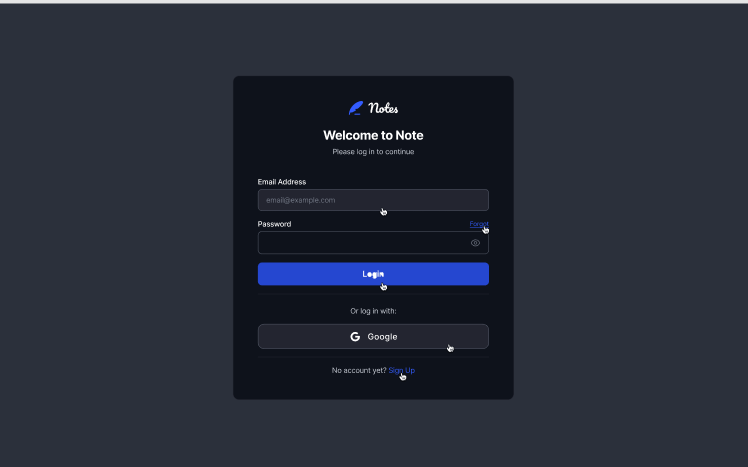 Notes
Welcome to Note
Please log in to continue
Email Address
email@example.com
Password Forgot
Login
Or log in with:
G Google
No account yet? Sign Up